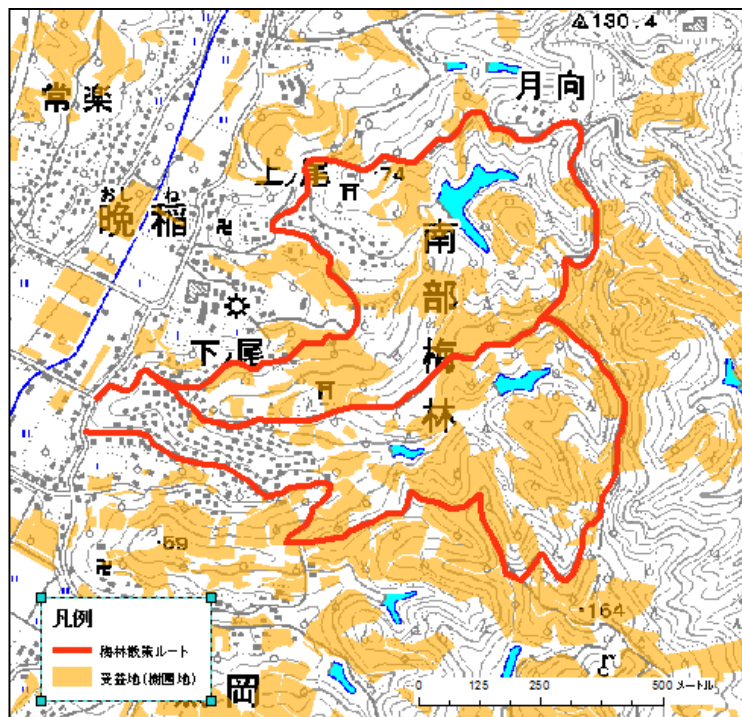 130.4
月向
常楽
上ノ尾
74
おしね
晩稲
南部梅林
下ノ尾
69
164
岡
凡例
梅林散策ルート
受益地(樹園地)
0 125 250 500 メートル